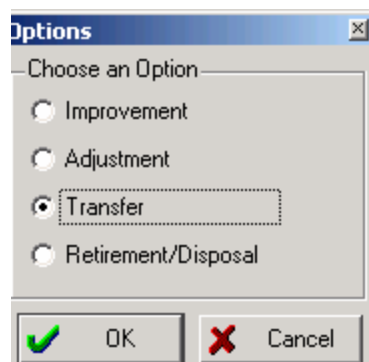 Options
Choose an Option
Improvement
Adjustment
Transfer
Retirement/Disposal
OK Cancel